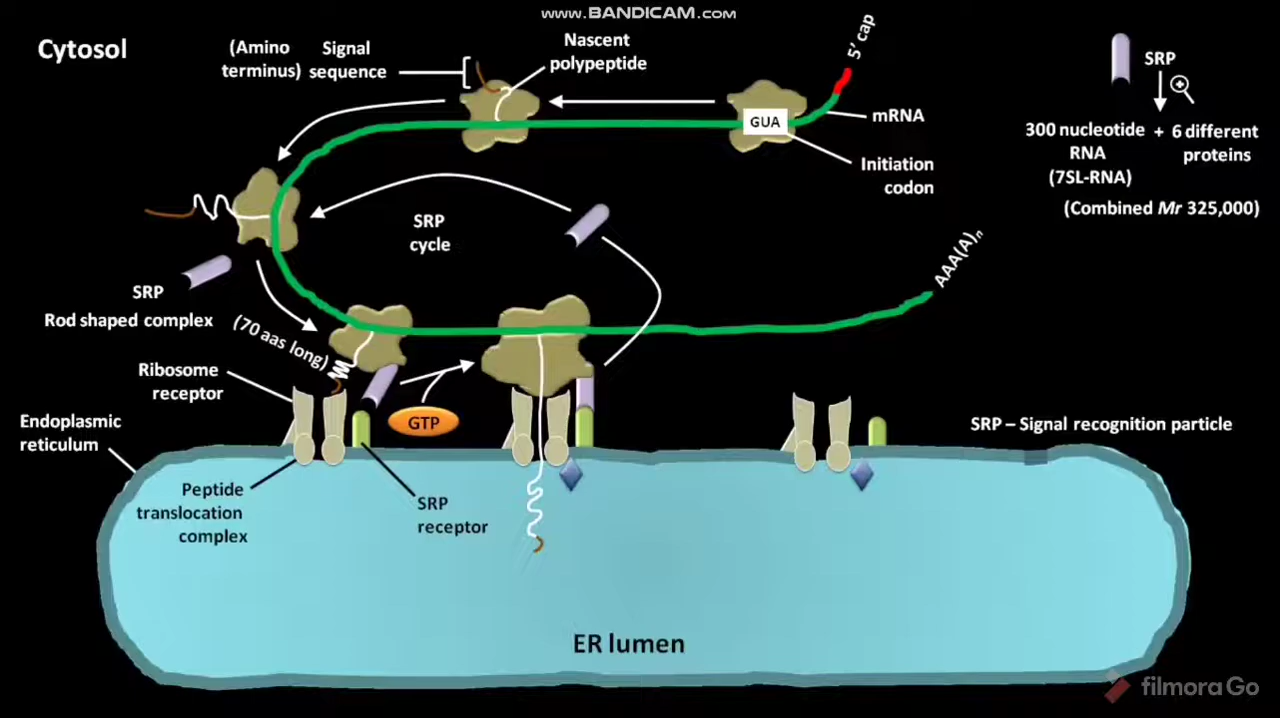 www.BANDICAM.com
Cytosol
(Amino
terminus)
Signal
sequence
Nascent
polypeptide
5' cap
mRNA
GUA
Initiation
codon
SRP
300 nucleotide
RNA
(7SL-RNA)
+ 6 different
proteins
(Combined Mr 325,000)
SRP
cycle
AAA(A)n
SRP
Rod shaped complex
(70 aas long)
Ribosome
receptor
GTP
Endoplasmic
reticulum
SRP – Signal recognition particle
Peptide
translocation
complex
SRP
receptor
ER lumen
filmora Go